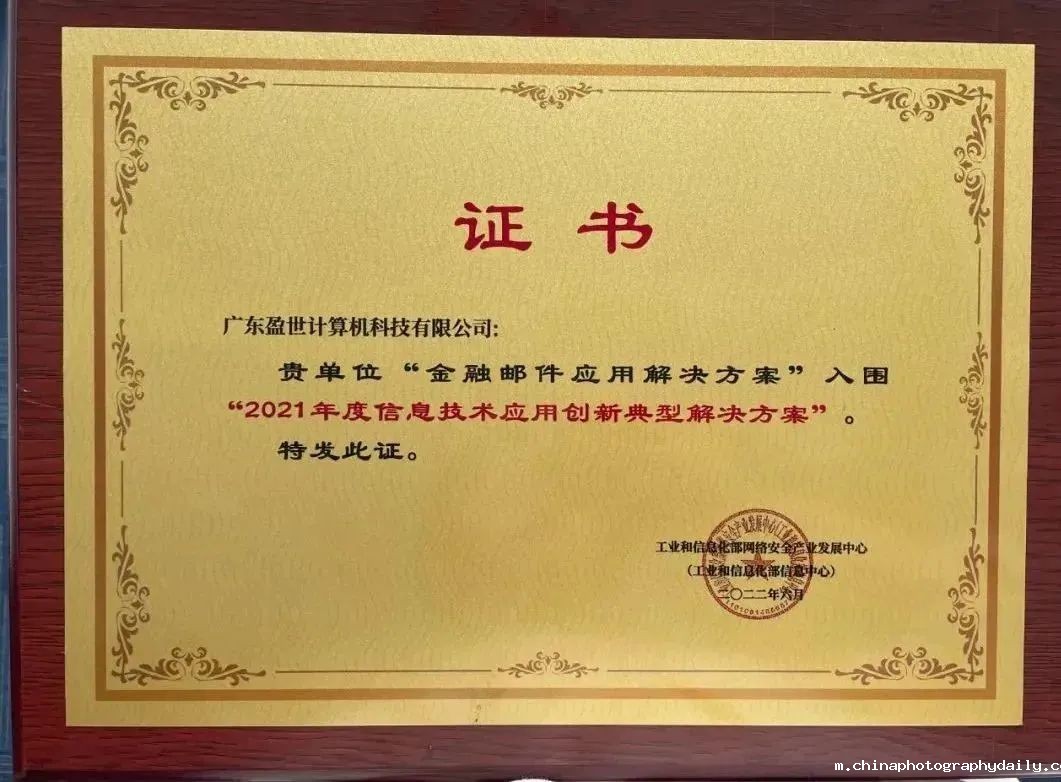 证书
广东盈世计算机科技有限公司:
贵单位“金融邮件应用解决方案”入围
“2021年度信息技术应用创新典型解决方案”。
特发此证。
工业和信息化部网络安全产业发展中心
（工业和信息化部信息中心）
二〇二二年六月
m.chinaphotographydaily.c